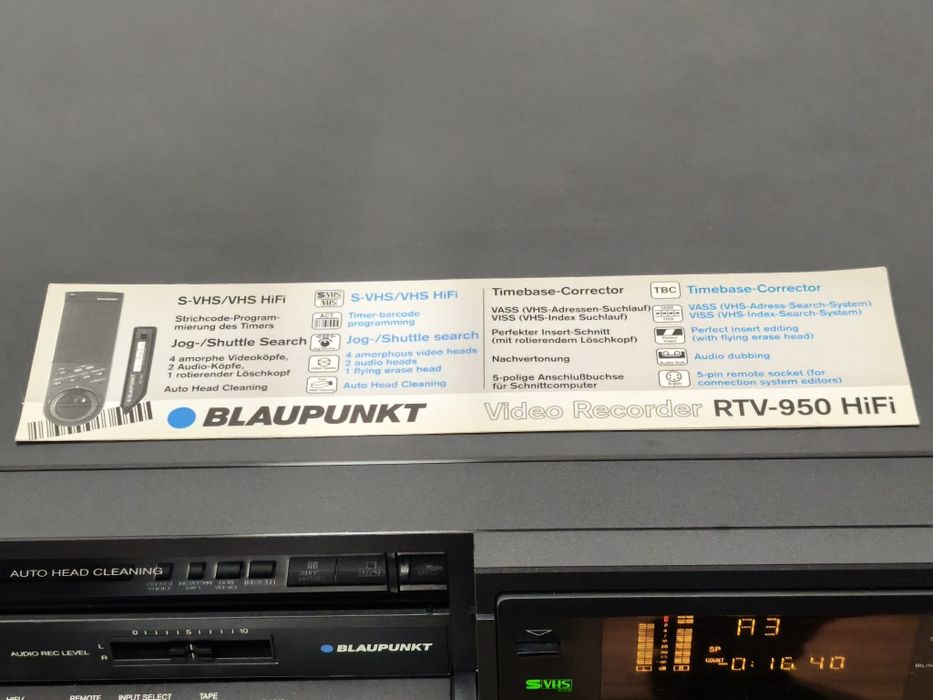 S-VHS/VHS HiFi
Strichcode-Program-
mierung des Timers
Jog-/Shuttle Search
4 amorphe Videoköpfe,
2 Audio-Köpfe,
1 rotierender Löschkopf
Auto Head Cleaning
S VHS
VHS
S-VHS/VHS HiFi
ACT
Timer-barcode
programming
Jog-/Shuttle search
4 amorphous video heads
2 audio heads
1 flying erase head
Auto Head Cleaning
Timebase-Corrector
VASS (VHS-Adressen-Suchlauf)
VISS (VHS-Index Suchlauf)
Perfekter Insert-Schnitt
(mit rotierendem Löschkopf)
Nachvertonung
5-polige Anschlußbuchse
für Schnittcomputer
TBC
Timebase-Corrector
VASS (VHS-Adress-Search-System)
VISS (VHS-Index-Search-System)
Perfect insert editing
(with flying erase head)
Audio dubbing
5-pin remote socket (for
connection system editors)
BLAUPUNKT
Video Recorder RTV-950 HiFi
AUTO HEAD CLEANING
0 5 10
AUDIO REC LEVEL
L
R
BLAUPUNKT
REMOTE
INPUT SELECT
TAPE
A3
SP
COUNT -0:16.40
S VHS